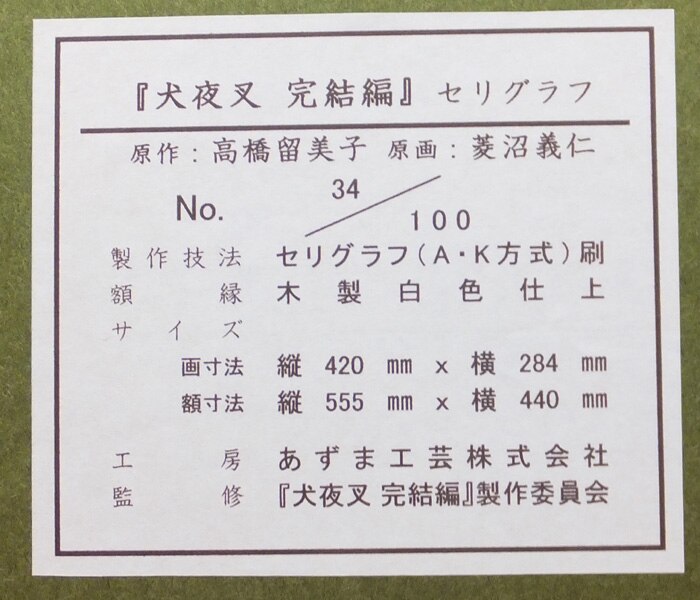 『犬夜叉 完結編』セリグラフ
原作：高橋留美子 原画：菱沼義仁
No. 34/100
製作技法 セリグラフ（A・K方式）刷
額縁 木製白色仕上
サイズ
画寸法 縦 420 ㎜ x 横 284 ㎜
額寸法 縦 555 ㎜ x 横 440 ㎜
工房 あずま工芸株式会社
監修 『犬夜叉 完結編』製作委員会